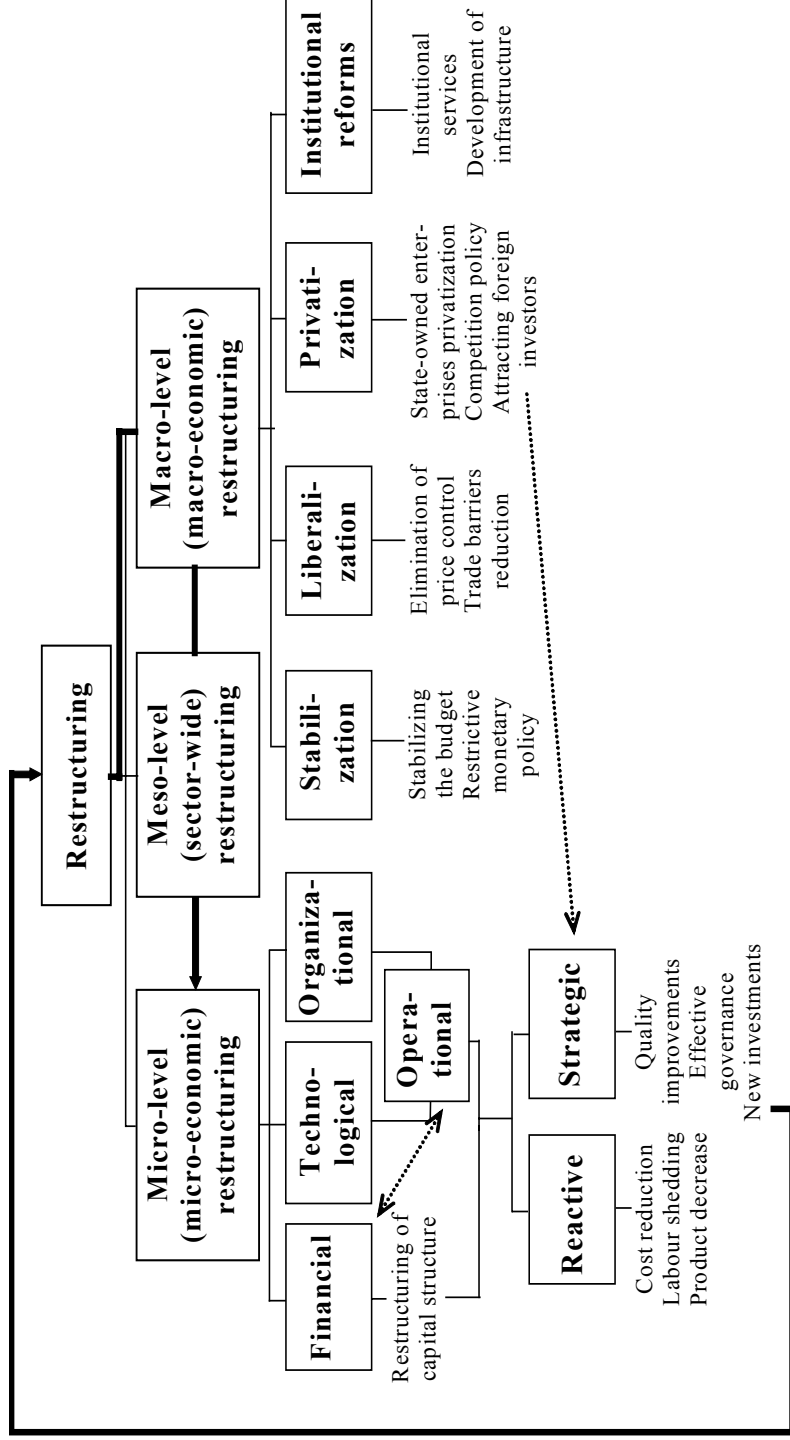 Restructuring
Micro-level
(micro-economic)
restructuring
Meso-level
(sector-wide)
restructuring
Macro-level
(macro-economic)
restructuring
Financial
Techno-
logical
Organiza-
tional
Stabili-
zation
Liberali-
zation
Privati-
zation
Institutional
reforms
Restructuring of
capital structure
Opera-
tional
Stabilizing
the budget
Restrictive
monetary
policy
Elimination of
price control
Trade barriers
reduction
State-owned enter-
prises privatization
Competition policy
Attracting foreign
investors
Institutional
services
Development of
infrastructure
Reactive
Strategic
Cost reduction
Labour shedding
Product decrease
Quality
improvements
Effective
governance
New investments